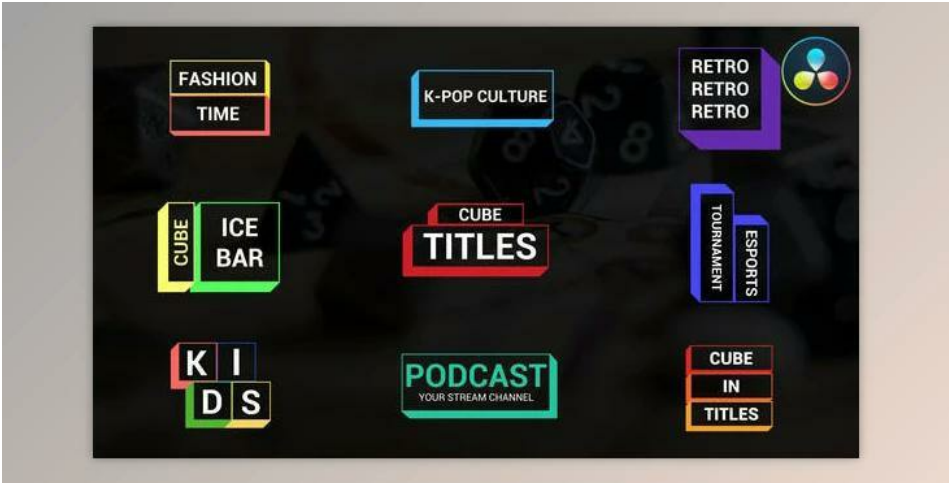 FASHION
TIME
K-POP CULTURE
RETRO
RETRO
RETRO
CUBE
ICE
BAR
CUBE
TITLES
TOURNAMENT
ESPORTS
K I
D S
PODCAST
YOUR STREAM CHANNEL
CUBE
IN
TITLES